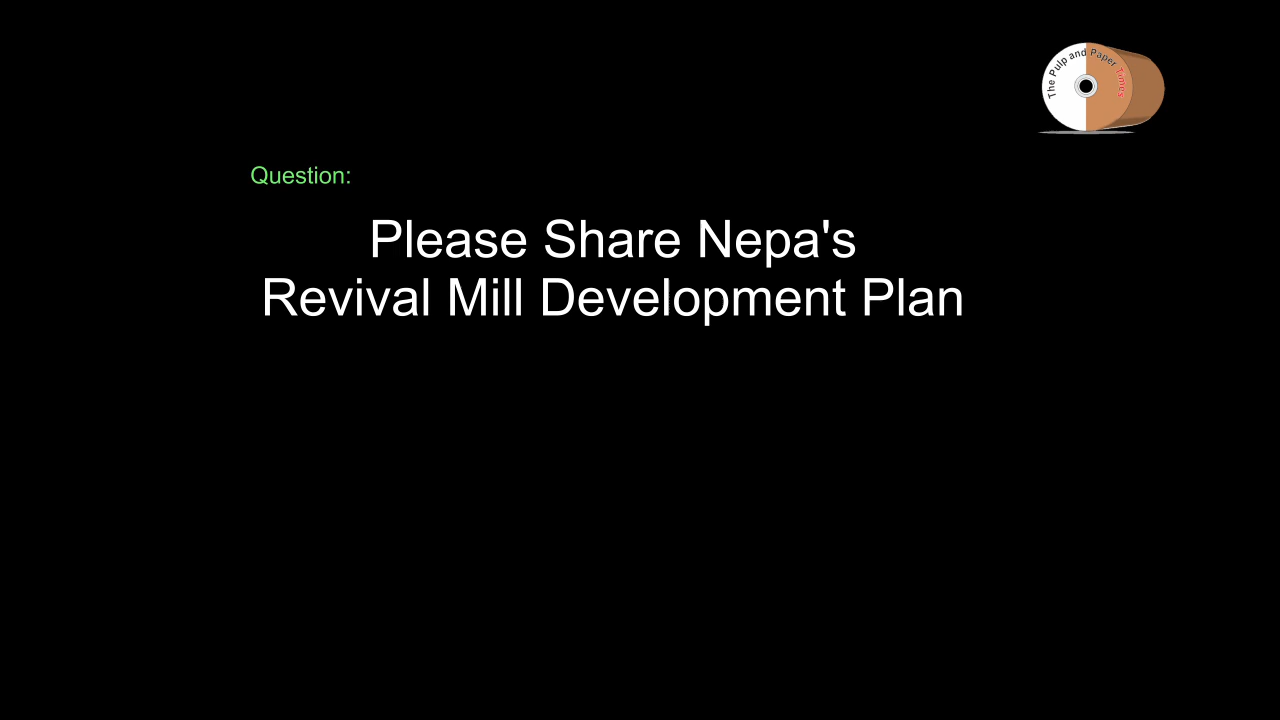 The Pulp and Paper Times
Question:
Please Share Nepa's
Revival Mill Development Plan